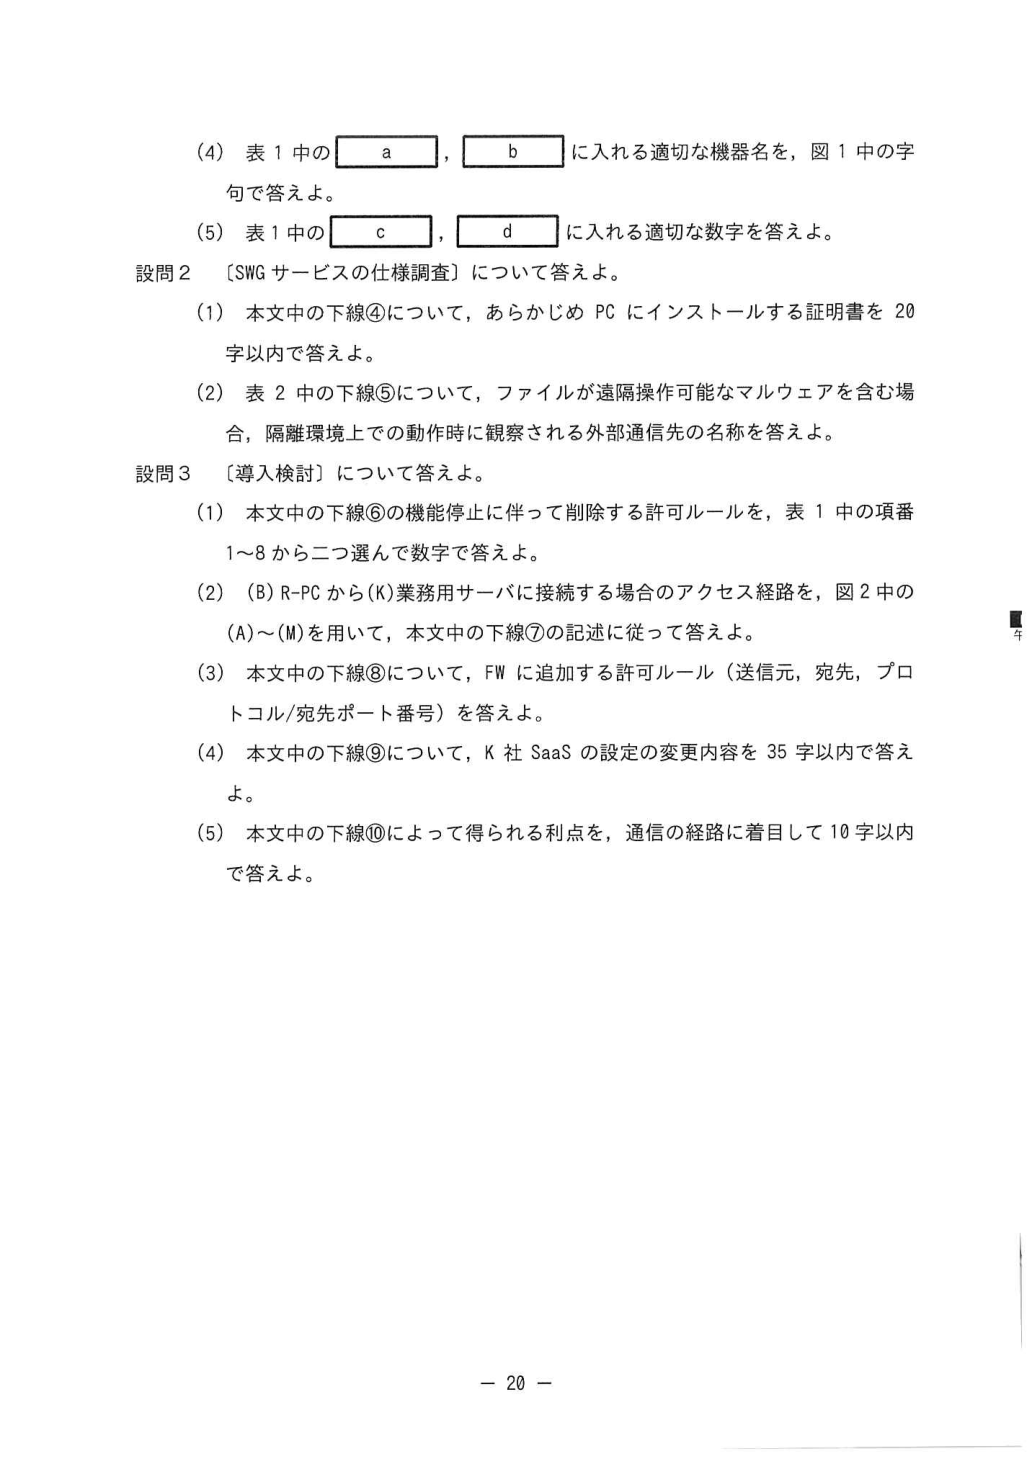 (4) 表 1 中の a , b に入れる適切な機器名を，図 1 中の字
句で答えよ。
(5) 表 1 中の c , d に入れる適切な数字を答えよ。
設問2 〔SWG サービスの仕様調査〕について答えよ。
(1) 本文中の下線④について，あらかじめ PC にインストールする証明書を 20
字以内で答えよ。
(2) 表 2 中の下線⑤について，ファイルが遠隔操作可能なマルウェアを含む場
合，隔離環境上での動作時に観察される外部通信先の名称を答えよ。
設問3 〔導入検討〕について答えよ。
(1) 本文中の下線⑥の機能停止に伴って削除する許可ルールを，表 1 中の項番
1～8 から二つ選んで数字で答えよ。
(2) (B)R-PC から(K)業務用サーバに接続する場合のアクセス経路を，図 2 中の
(A)～(M)を用いて，本文中の下線⑦の記述に従って答えよ。
(3) 本文中の下線⑧について，FW に追加する許可ルール（送信元，宛先，プロ
トコル/宛先ポート番号）を答えよ。
(4) 本文中の下線⑨について，K 社 SaaS の設定の変更内容を 35 字以内で答え
よ。
(5) 本文中の下線⑩によって得られる利点を，通信の経路に着目して 10 字以内
で答えよ。
午
― 20 ―